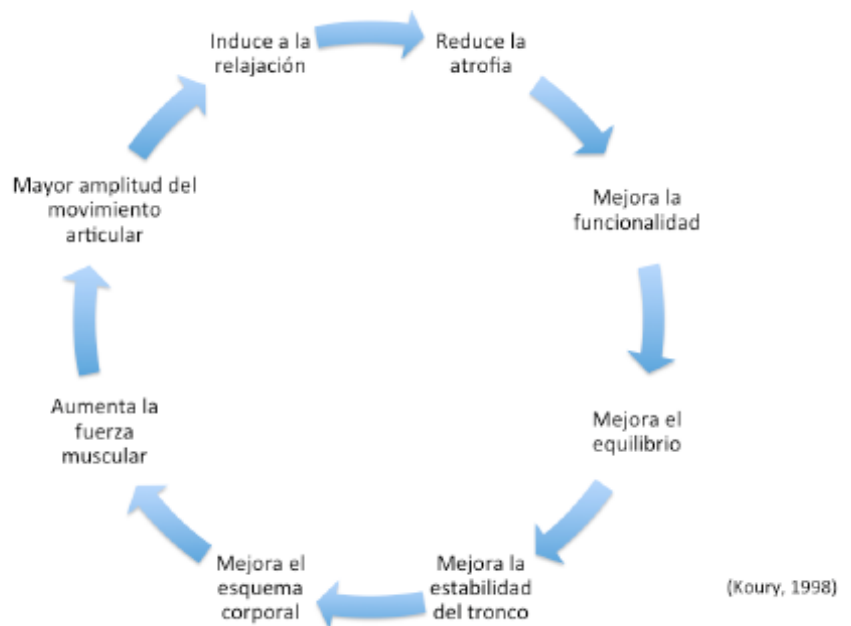 Induce a la
relajación
Reduce la
atrofia
Mejora la
funcionalidad
Mejora el
equilibrio
Mejora la
estabilidad
del tronco
Mejora el
esquema
corporal
Aumenta la
fuerza
muscular
Mayor amplitud del
movimiento
articular
(Koury, 1998)